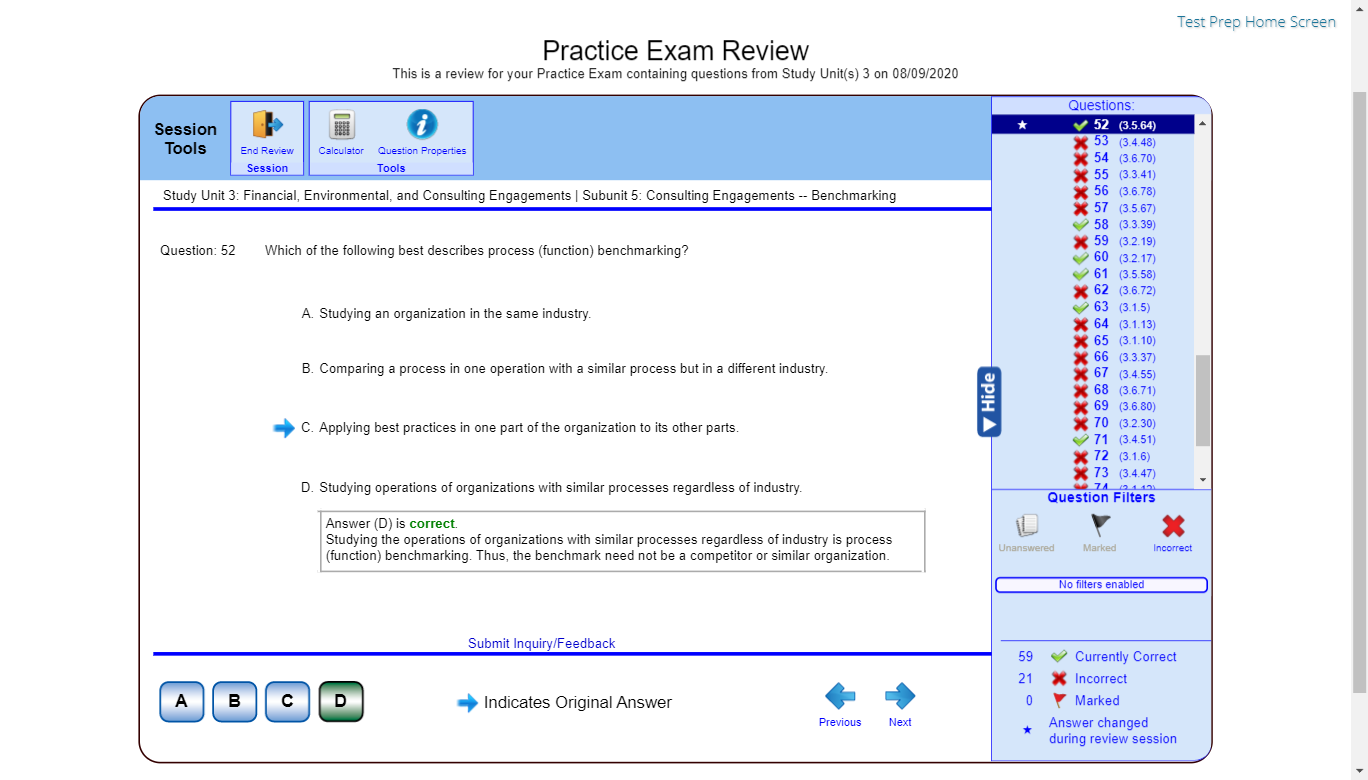 Test Prep Home Screen
Practice Exam Review
This is a review for your Practice Exam containing questions from Study Unit(s) 3 on 08/09/2020
Session Tools
End Review
Session
Calculator
Question Properties
Tools
Study Unit 3: Financial, Environmental, and Consulting Engagements | Subunit 5: Consulting Engagements -- Benchmarking
Question: 52 Which of the following best describes process (function) benchmarking?
A. Studying an organization in the same industry.
B. Comparing a process in one operation with a similar process but in a different industry.
C. Applying best practices in one part of the organization to its other parts.
D. Studying operations of organizations with similar processes regardless of industry.
Answer (D) is correct.
Studying the operations of organizations with similar processes regardless of industry is process
(function) benchmarking. Thus, the benchmark need not be a competitor or similar organization.
Submit Inquiry/Feedback
A B C D
Indicates Original Answer
Previous
Next
Hide
Questions:
52 (3.5.64)
53 (3.4.48)
54 (3.6.70)
55 (3.3.41)
56 (3.6.78)
57 (3.5.67)
58 (3.3.39)
59 (3.2.19)
60 (3.2.17)
61 (3.5.58)
62 (3.6.72)
63 (3.1.5)
64 (3.1.13)
65 (3.1.10)
66 (3.3.37)
67 (3.4.55)
68 (3.6.71)
69 (3.6.80)
70 (3.2.30)
71 (3.4.51)
72 (3.1.6)
73 (3.4.47)
74 (3.1.12)
Question Filters
Unanswered
Marked
Incorrect
No filters enabled
59 Currently Correct
21 Incorrect
0 Marked
Answer changed
during review session